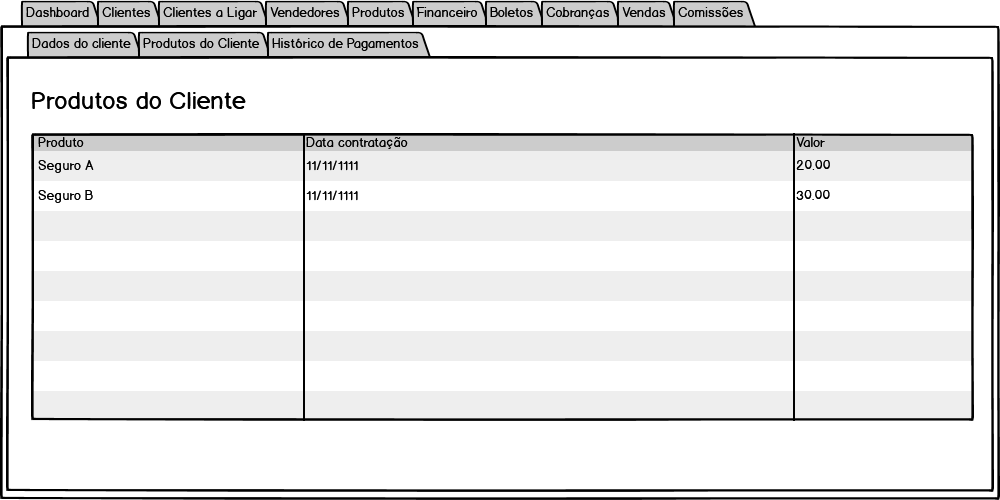 Dashboard Clientes Clientes a Ligar Vendedores Produtos Financeiro Boletos Cobranças Vendas Comissões
Dados do cliente Produtos do Cliente Histórico de Pagamentos
Produtos do Cliente
Produto Data contratação Valor
Seguro A 11/11/1111 20.00
Seguro B 11/11/1111 30.00